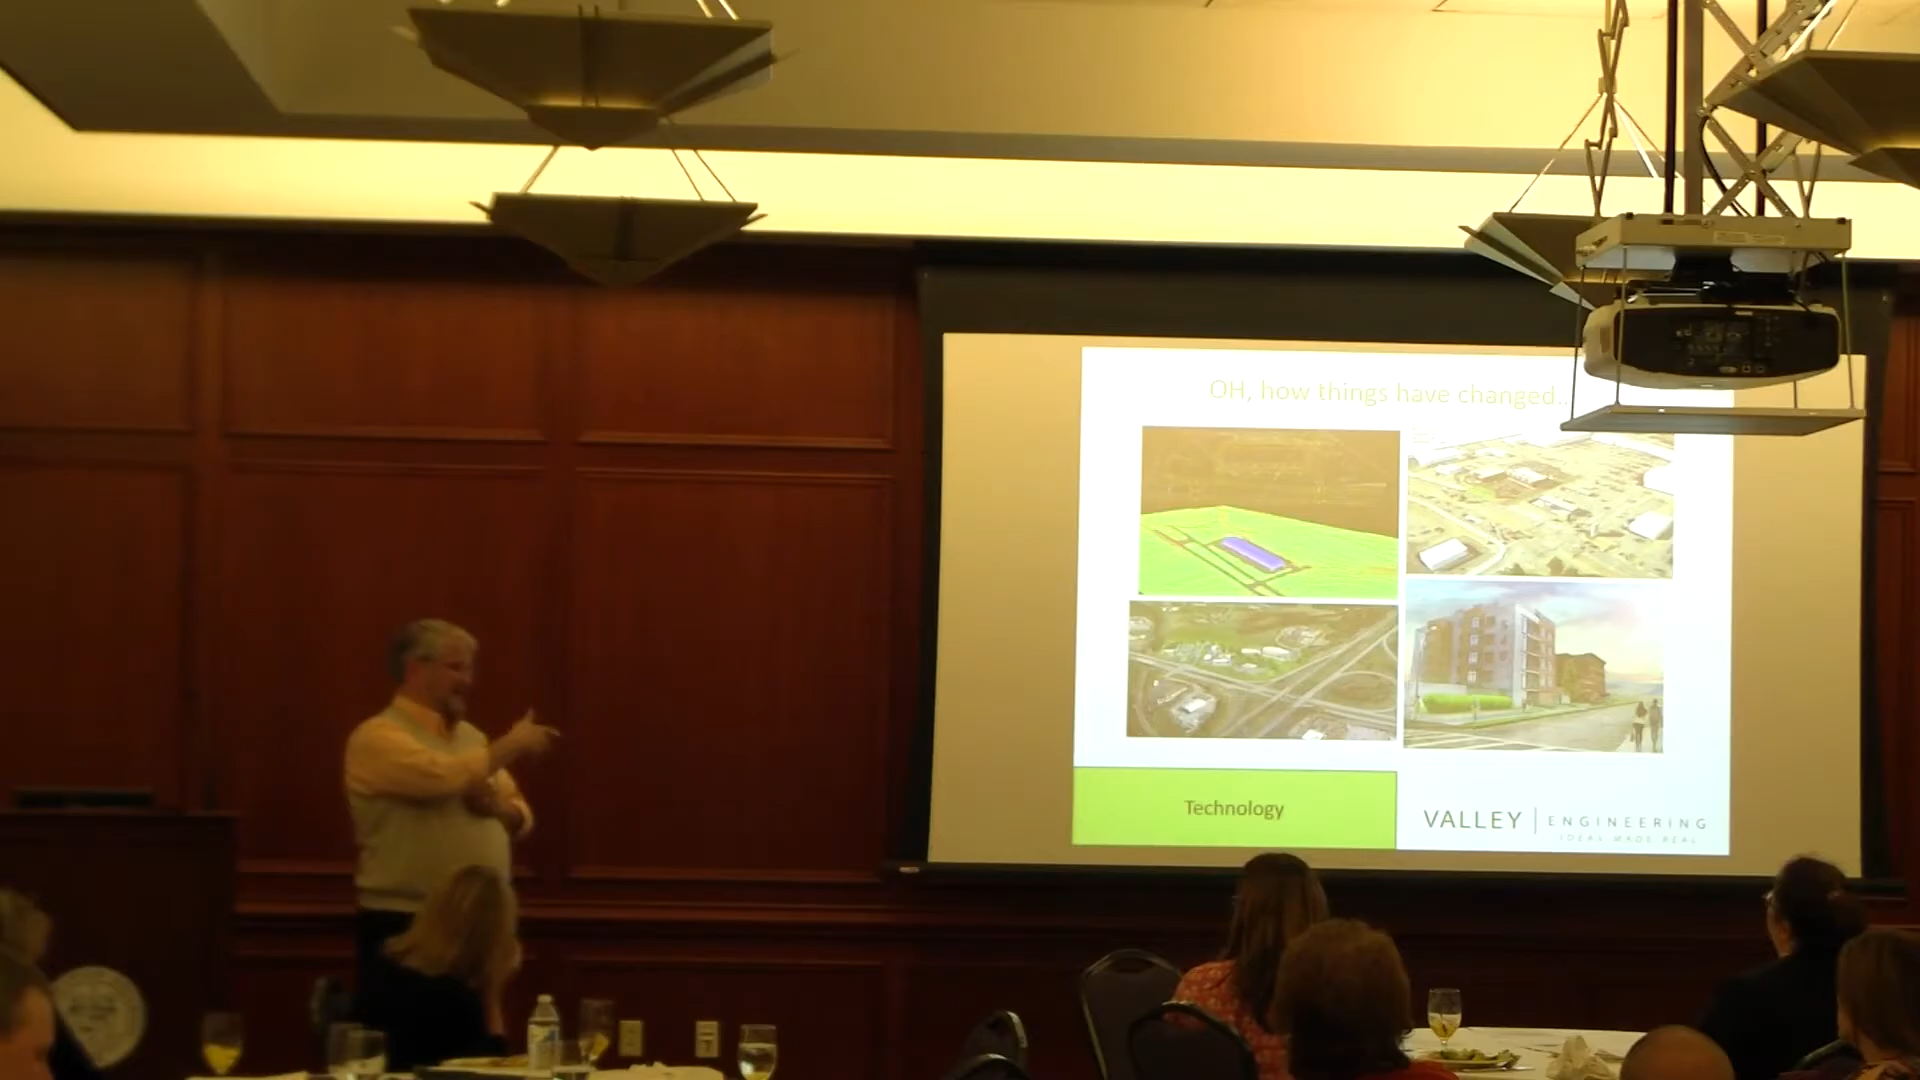 OH, how things have changed..
Technology
VALLEY | ENGINEERING
IDEAS MADE REAL